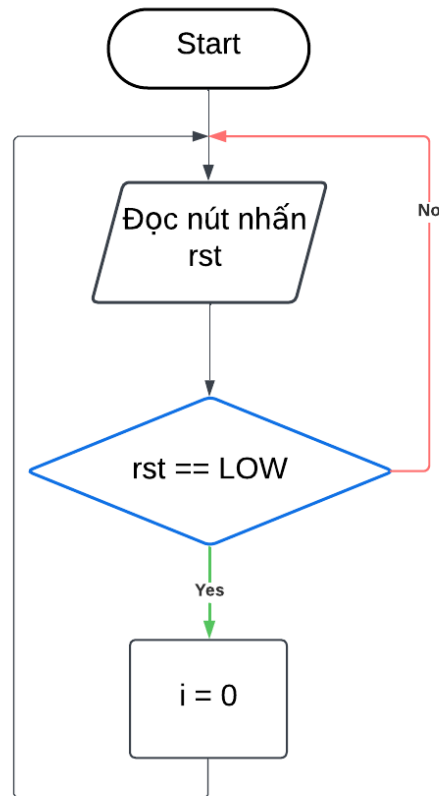 Start
No
Đọc nút nhấn
rst
rst == LOW
Yes
i = 0